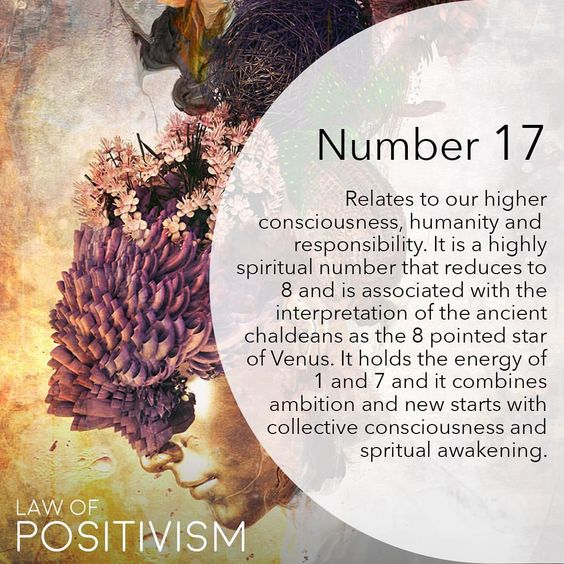 Number 17
Relates to our higher
consciousness, humanity and
responsibility. It is a highly
spiritual number that reduces to
8 and is associated with the
interpretation of the ancient
chaldeans as the 8 pointed star
of Venus. It holds the energy of
1 and 7 and it combines
ambition and new starts with
collective consciousness and
spritual awakening.
LAW OF
POSITIVISM